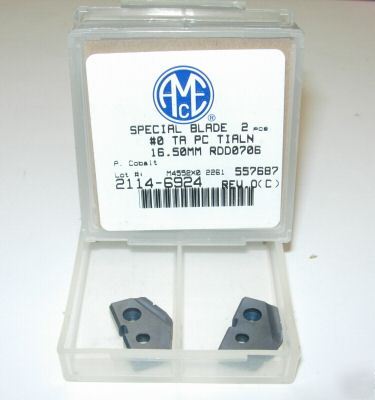 AMEC ®
SPECIAL BLADE 2 pcs
#0 TA PC TIALN
16.50MM RDD0706
P. Cobalt
Lot #: M4552X0 2261 557687
2114-6924 REV.0(C)